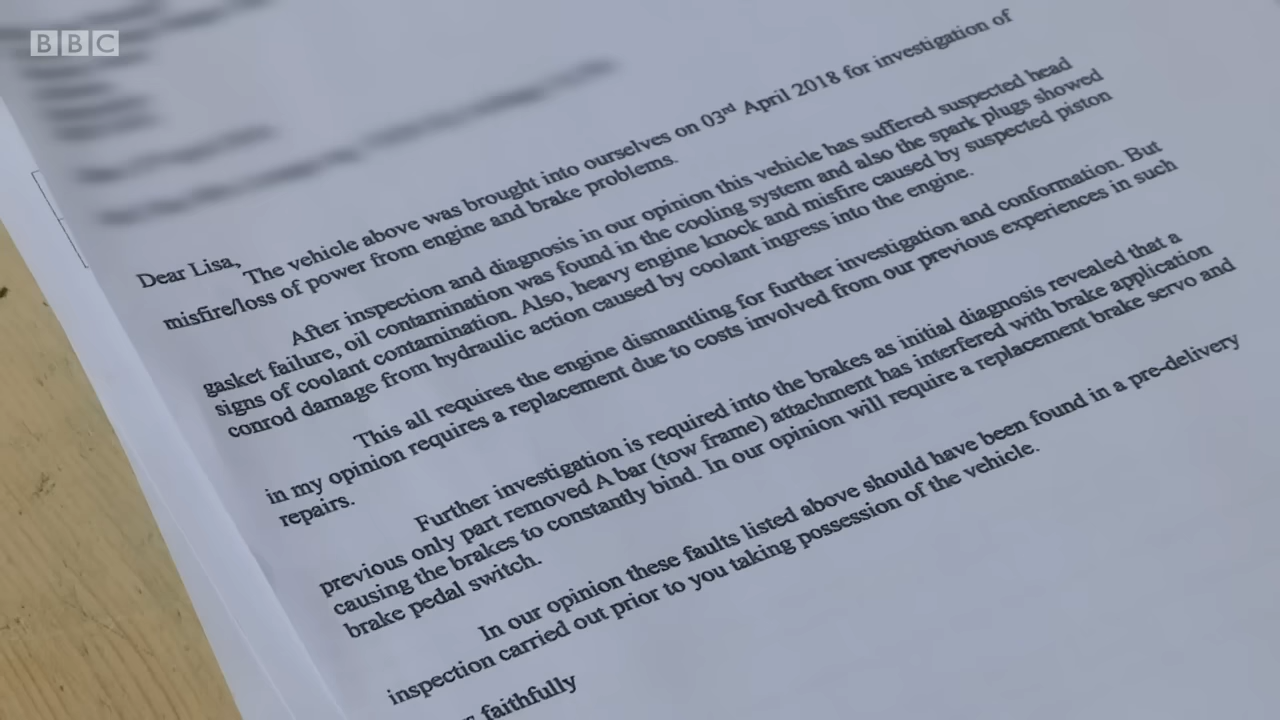 BBC
Dear Lisa,
The vehicle above was brought into ourselves on 03rd April 2018 for investigation of
misfire/loss of power from engine and brake problems.
After inspection and diagnosis in our opinion this vehicle has suffered suspected head
gasket failure, oil contamination was found in the cooling system and also the spark plugs showed
signs of coolant contamination. Also, heavy engine knock and misfire caused by suspected piston
conrod damage from hydraulic action caused by coolant ingress into the engine.
This all requires the engine dismantling for further investigation and conformation. But
in my opinion requires a replacement due to costs involved from our previous experiences in such
repairs.
Further investigation is required into the brakes as initial diagnosis revealed that a
previous only part removed A bar (tow frame) attachment has interfered with brake application
causing the brakes to constantly bind. In our opinion will require a replacement brake servo and
brake pedal switch.
In our opinion these faults listed above should have been found in a pre-delivery
inspection carried out prior to you taking possession of the vehicle.
faithfully